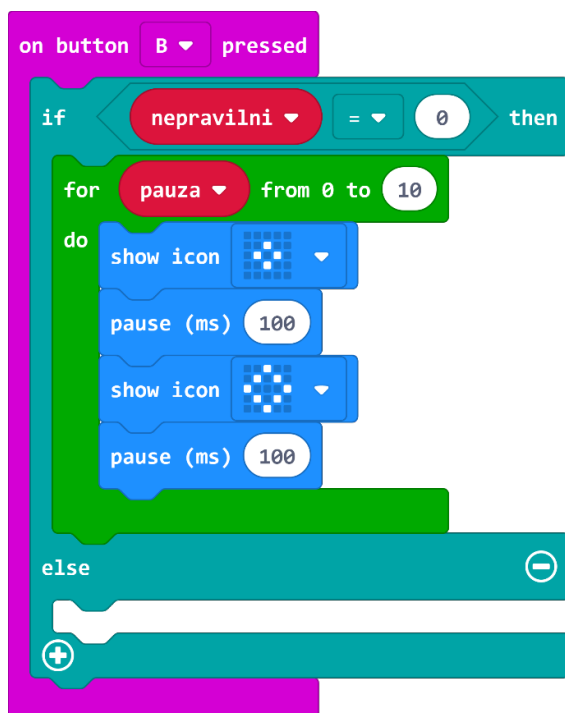 on button B pressed
if nepravilni = 0 then
for pauza from 0 to 10
do
show icon
pause (ms) 100
show icon
pause (ms) 100
else